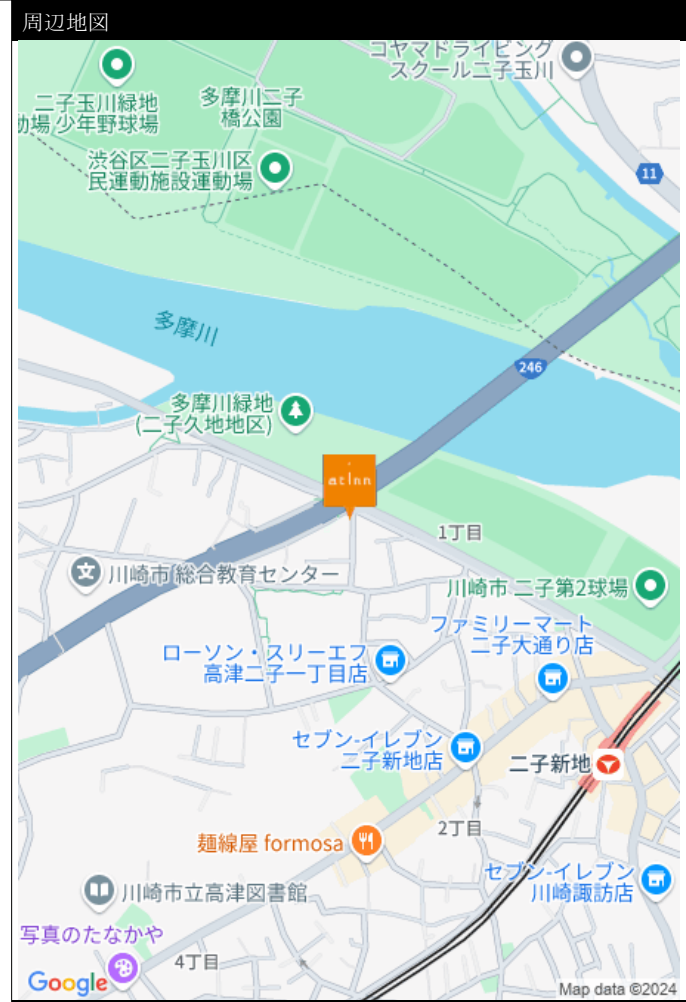 周辺地図
コヤマドライビング
スクール二子玉川
二子玉川緑地
動場 少年野球場
多摩川二子
橋公園
渋谷区二子玉川区
民運動施設運動場
11
多摩川
246
多摩川緑地
(二子久地地区)
atinn
1丁目
川崎市総合教育センター
川崎市 二子第2球場
ファミリーマート
二子大通り店
ローソン・スリーエフ
高津二子一丁目店
セブン-イレブン
二子新地店
二子新地
2丁目
麺線屋 formosa
セブン-イレブン
川崎諏訪店
川崎市立高津図書館
写真のたなかや
4丁目
Google
Map data ©2024